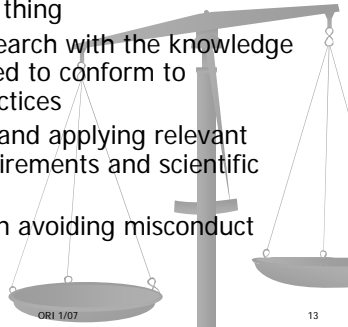 thing
earch with the knowledge
ed to conform to
ctices
and applying relevant
irements and scientific
n avoiding misconduct
ORI 1/07
13